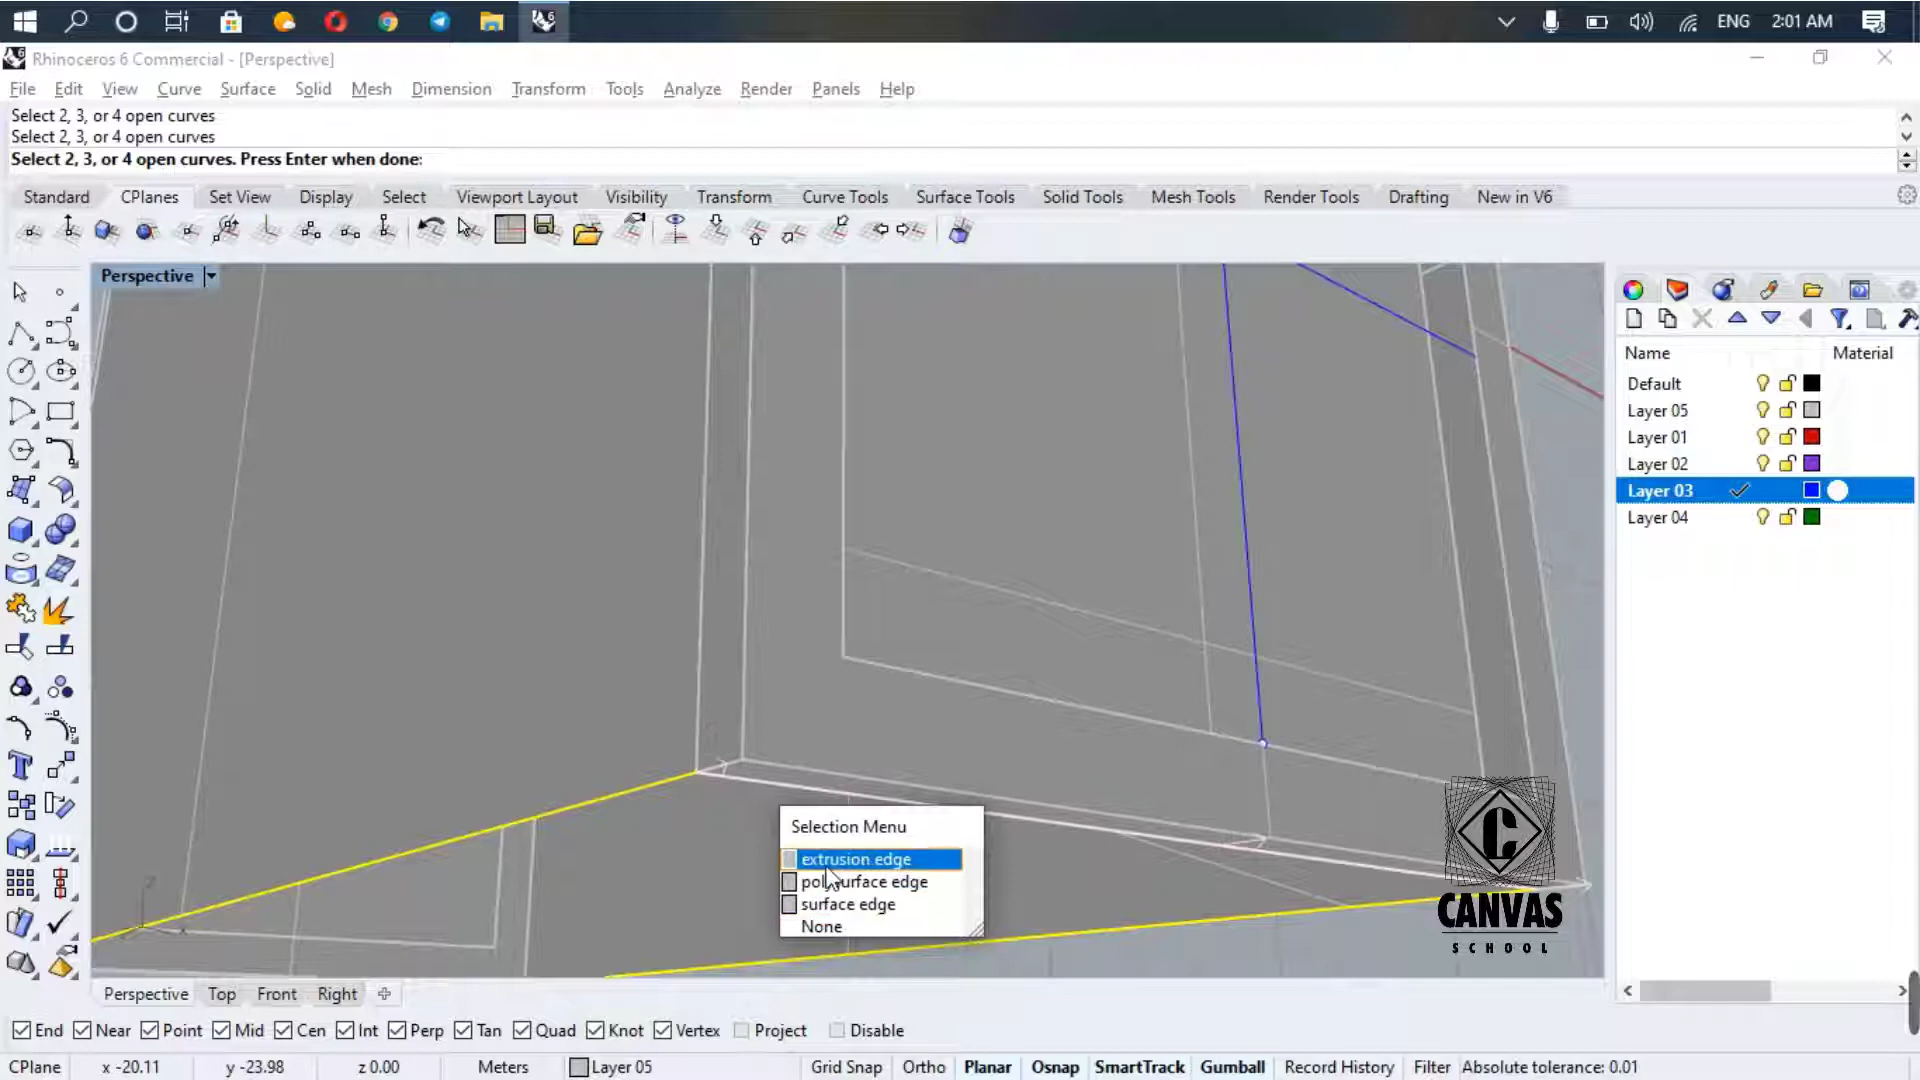 ENG 2:01 AM
Rhinoceros 6 Commercial - [Perspective]
File Edit View Curve Surface Solid Mesh Dimension Transform Tools Analyze Render Panels Help
Select 2, 3, or 4 open curves
Select 2, 3, or 4 open curves
Select 2, 3, or 4 open curves. Press Enter when done:
Standard CPlanes Set View Display Select Viewport Layout Visibility Transform Curve Tools Surface Tools Solid Tools Mesh Tools Render Tools Drafting New in V6
Perspective
Name Material
Default
Layer 05
Layer 01
Layer 02
Layer 03
Layer 04
Selection Menu
extrusion edge
polysurface edge
surface edge
None
CANVAS
SCHOOL
z
x
Perspective Top Front Right
End Near Point Mid Cen Int Perp Tan Quad Knot Vertex Project Disable
CPlane x -20.11 y -23.98 z 0.00 Meters Layer 05 Grid Snap Ortho Planar Osnap SmartTrack Gumball Record History Filter Absolute tolerance: 0.01